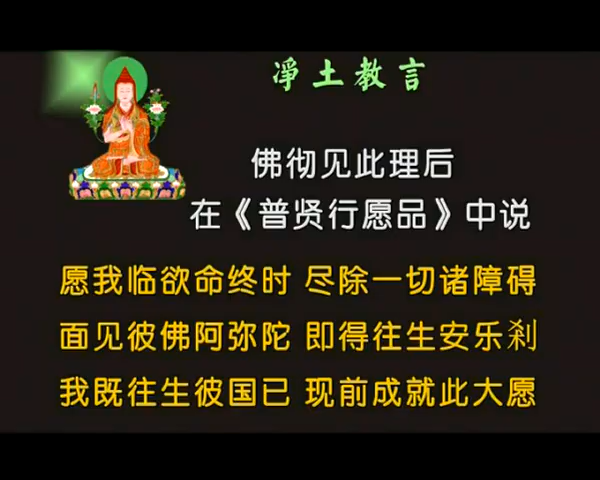 淨土教言
佛彻见此理后
在《普贤行愿品》中说
愿我临欲命终时 尽除一切诸障碍
面见彼佛阿弥陀 即得往生安乐刹
我既往生彼国已 现前成就此大愿